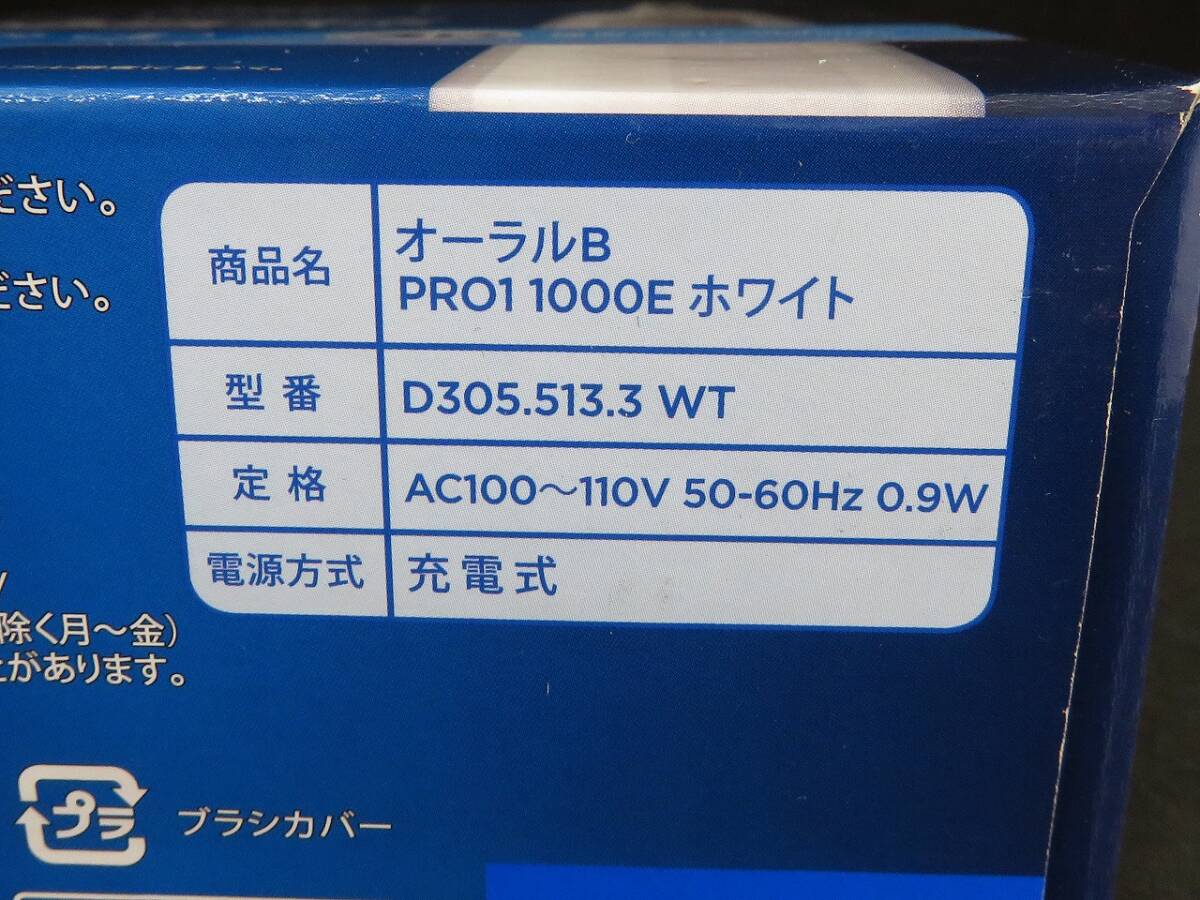 ださい。
ださい。
商品名
オーラルB
PRO1 1000E ホワイト
型番
D305.513.3 WT
定格
AC100～110V 50-60Hz 0.9W
電源方式
充電式
除く月～金)
があります。
プラ
ブラシカバー